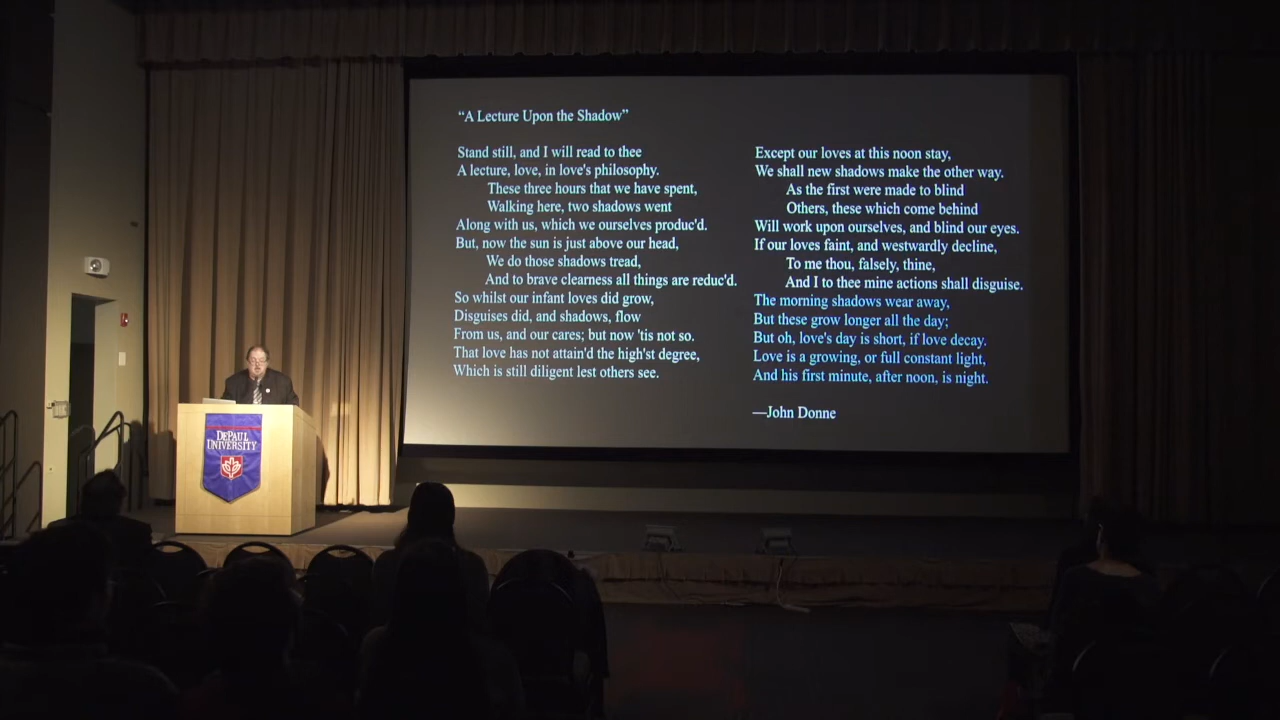 “A Lecture Upon the Shadow”
Stand still, and I will read to thee
A lecture, love, in love's philosophy.
These three hours that we have spent,
Walking here, two shadows went
Along with us, which we ourselves produc'd.
But, now the sun is just above our head,
We do those shadows tread,
And to brave clearness all things are reduc'd.
So whilst our infant loves did grow,
Disguises did, and shadows, flow
From us, and our cares; but now 'tis not so.
That love has not attain'd the high'st degree,
Which is still diligent lest others see.
Except our loves at this noon stay,
We shall new shadows make the other way.
As the first were made to blind
Others, these which come behind
Will work upon ourselves, and blind our eyes.
If our loves faint, and westwardly decline,
To me thou, falsely, thine,
And I to thee mine actions shall disguise.
The morning shadows wear away,
But these grow longer all the day;
But oh, love's day is short, if love decay.
Love is a growing, or full constant light,
And his first minute, after noon, is night.
—John Donne
DEPAUL
UNIVERSITY